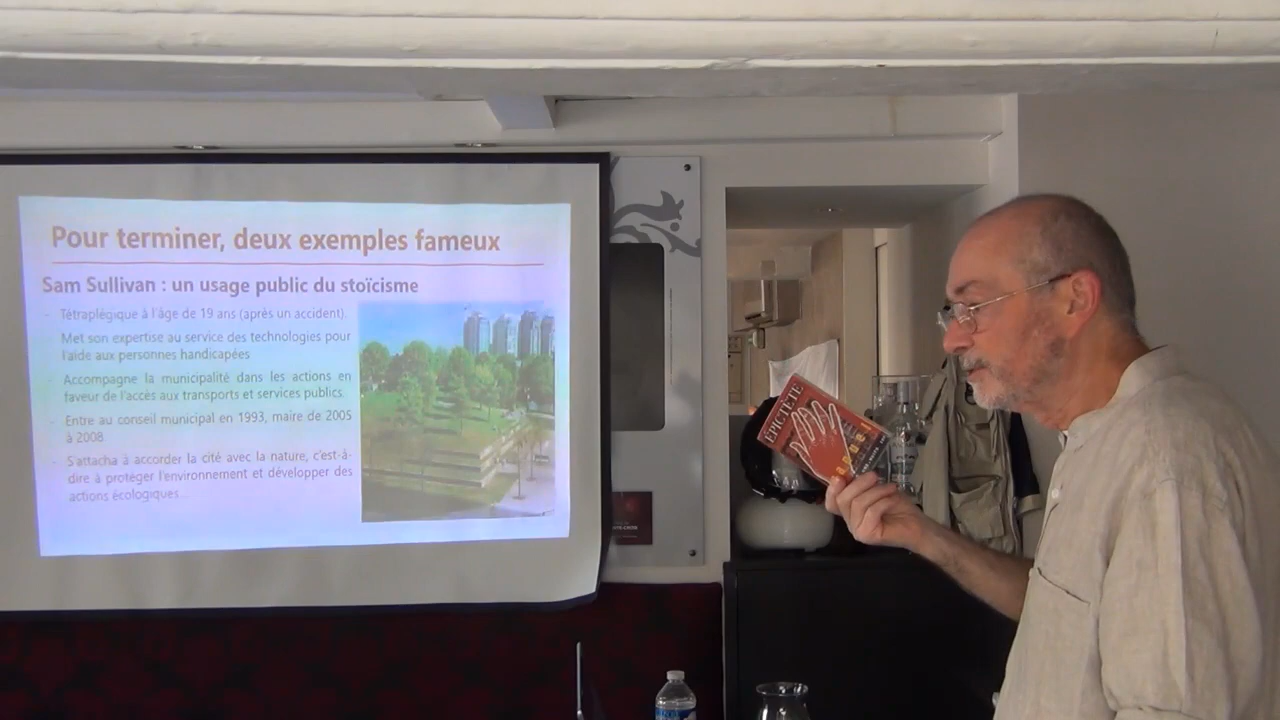 Pour terminer, deux exemples fameux
Sam Sullivan : un usage public du stoïcisme
- Tétraplégique à l'âge de 19 ans (après un accident).
Met son expertise au service des technologies pour
l'aide aux personnes handicapées
- Accompagne la municipalité dans les actions en
faveur de l'accès aux transports et services publics.
- Entre au conseil municipal en 1993, maire de 2005
à 2008
- S'attacha à accorder la cité avec la nature, c'est-à-
dire à protéger l'environnement et développer des
actions écologiques...
ÉPICTÈTE